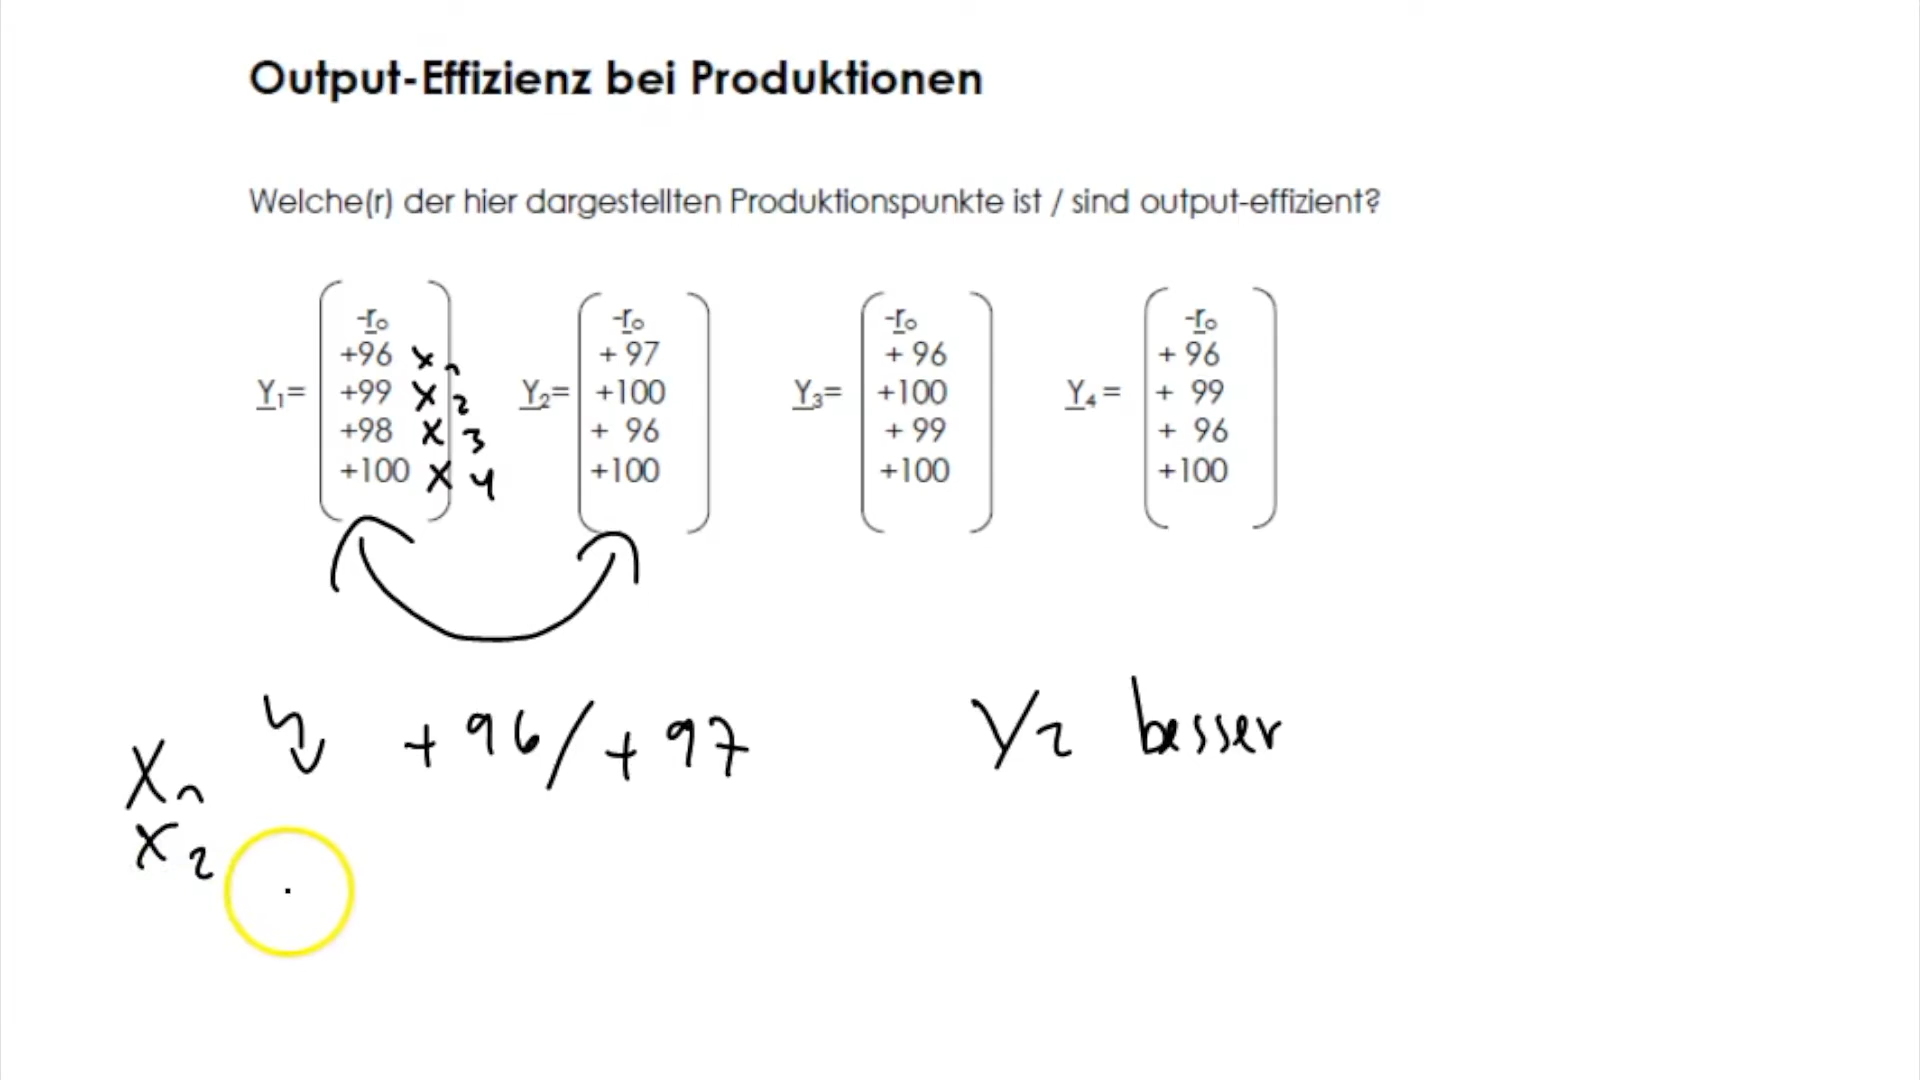 Output-Effizienz bei Produktionen
Welche(r) der hier dargestellten Produktionspunkte ist / sind output-effizient?
-r₀ -r₀ -r₀ -r₀
+96 x₁ + 97 + 96 + 96
Y₁= +99 x₂ Y₂= +100 Y₃= +100 Y₄= + 99
+98 x₃ + 96 + 99 + 96
+100 x₄ +100 +100 +100
X₁ +96/+97 Y₂ besser
X₂